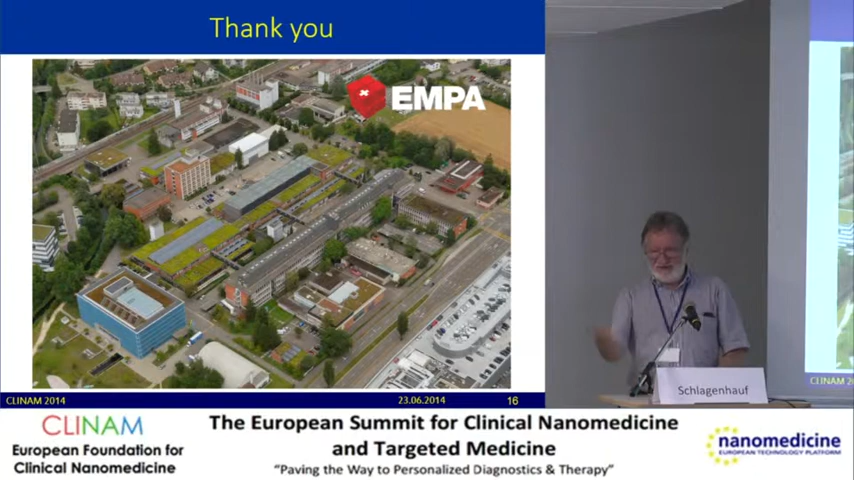 Thank you
EMPA
CLINAM 2014
23.06.2014
16
Schlagenhauf
CLINAM
European Foundation for
Clinical Nanomedicine
The European Summit for Clinical Nanomedicine
and Targeted Medicine
“Paving the Way to Personalized Diagnostics & Therapy”
nanomedicine
EUROPEAN TECHNOLOGY PLATFORM